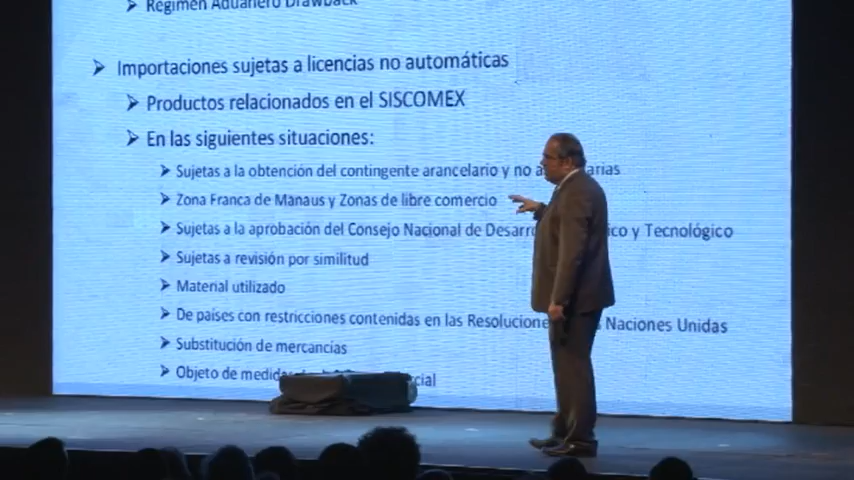 Régimen Aduanero Drawback
Importaciones sujetas a licencias no automáticas
Productos relacionados en el SISCOMEX
En las siguientes situaciones:
Sujetas a la obtención del contingente arancelario y no a arias
Zona Franca de Manaus y Zonas de libre comercio
Sujetas a la aprobación del Consejo Nacional de Desarr ico y Tecnológico
Sujetas a revisión por similitud
Material utilizado
De países con restricciones contenidas en las Resolucione Naciones Unidas
Substitución de mercancías
Objeto de medid cial